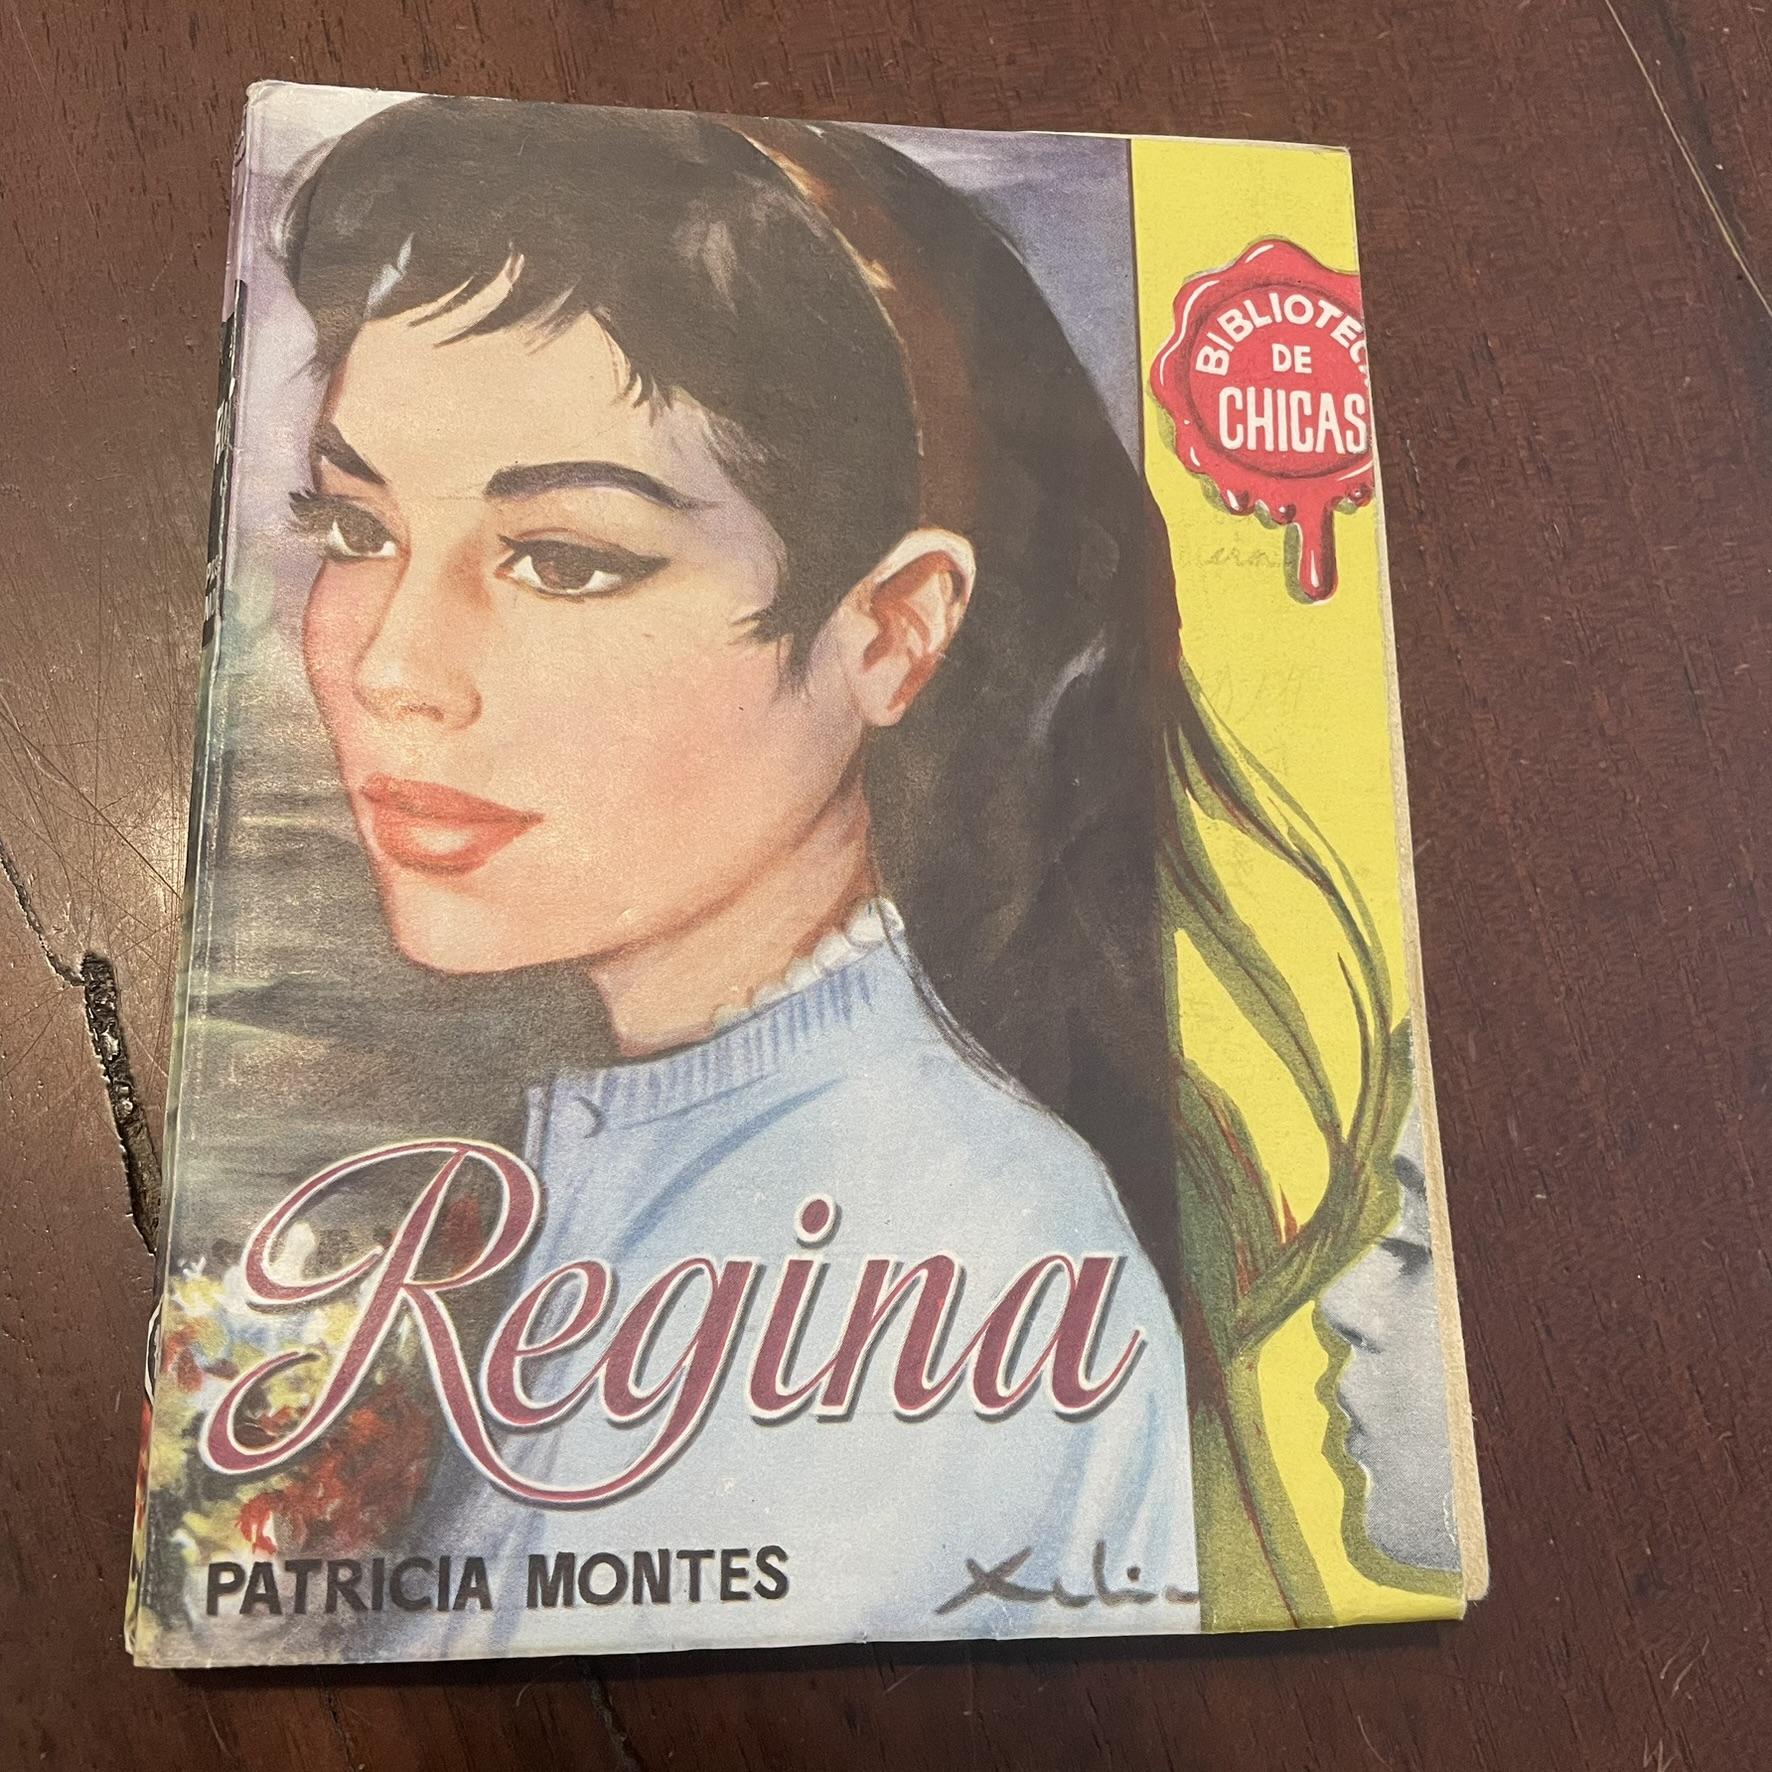 BIBLIOTECA
DE
CHICAS
Regina
PATRICIA MONTES